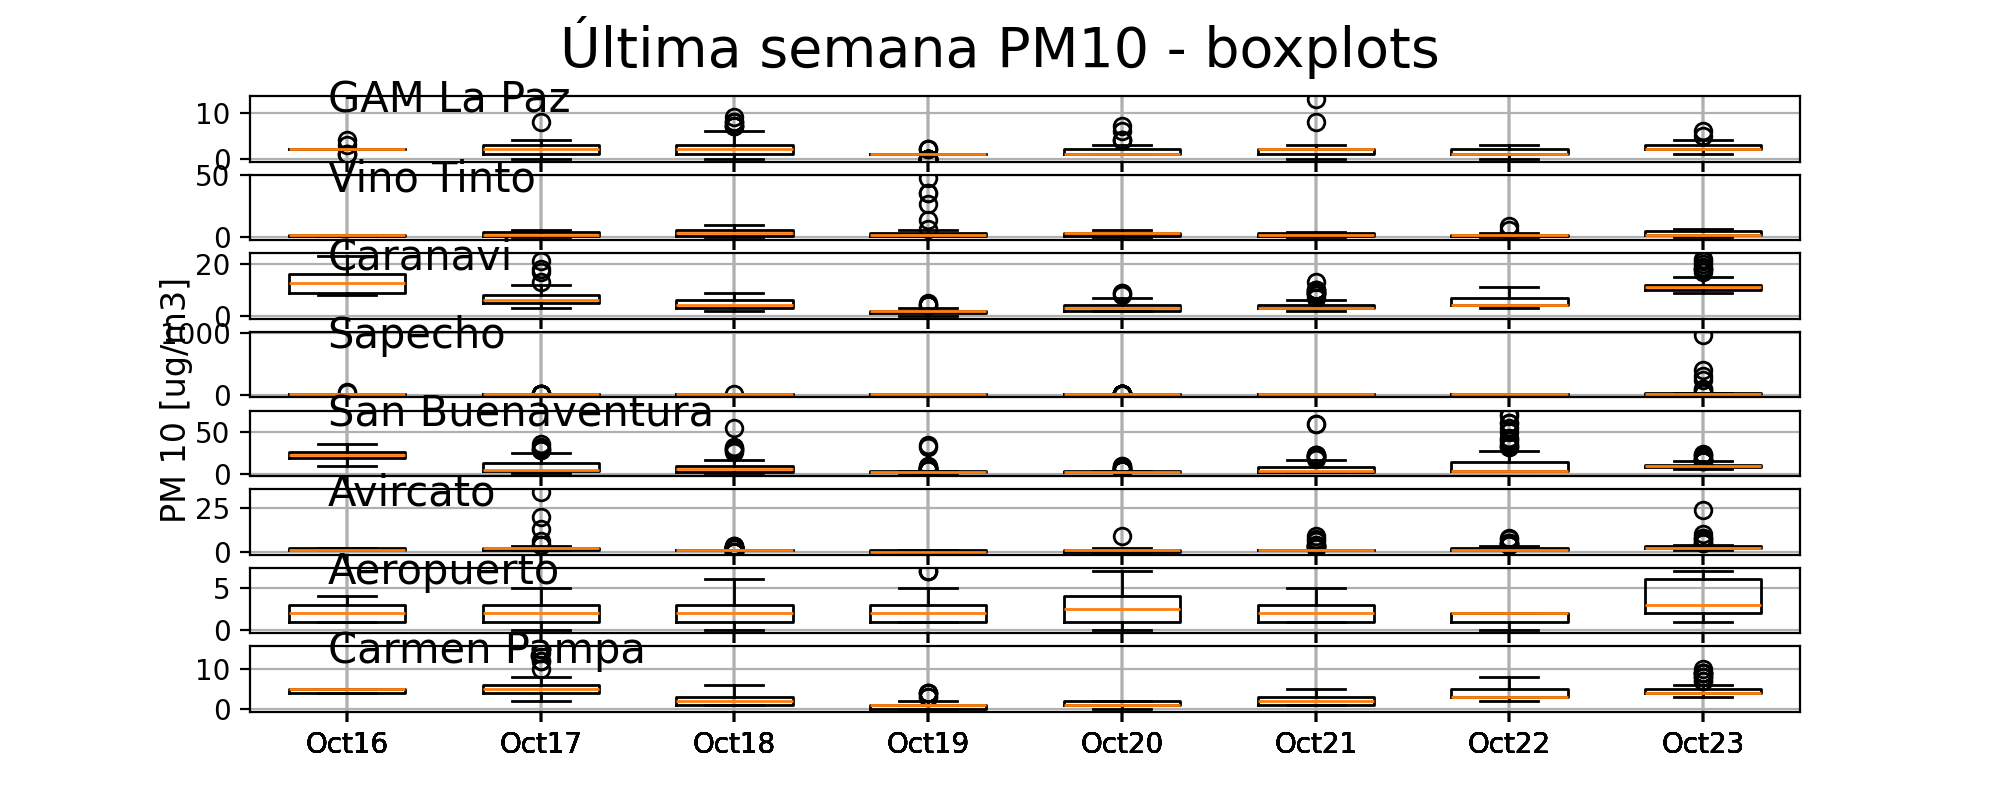 Última semana PM10 - boxplots
GAM La Paz
10
0
Vino Tinto
50
0
Caranavi
20
0
Sapecho
1000
0
PM 10 [ug/m3]
San Buenaventura
50
0
Avircato
25
0
Aeropuerto
5
0
Carmen Pampa
10
0
Oct16 Oct17 Oct18 Oct19 Oct20 Oct21 Oct22 Oct23